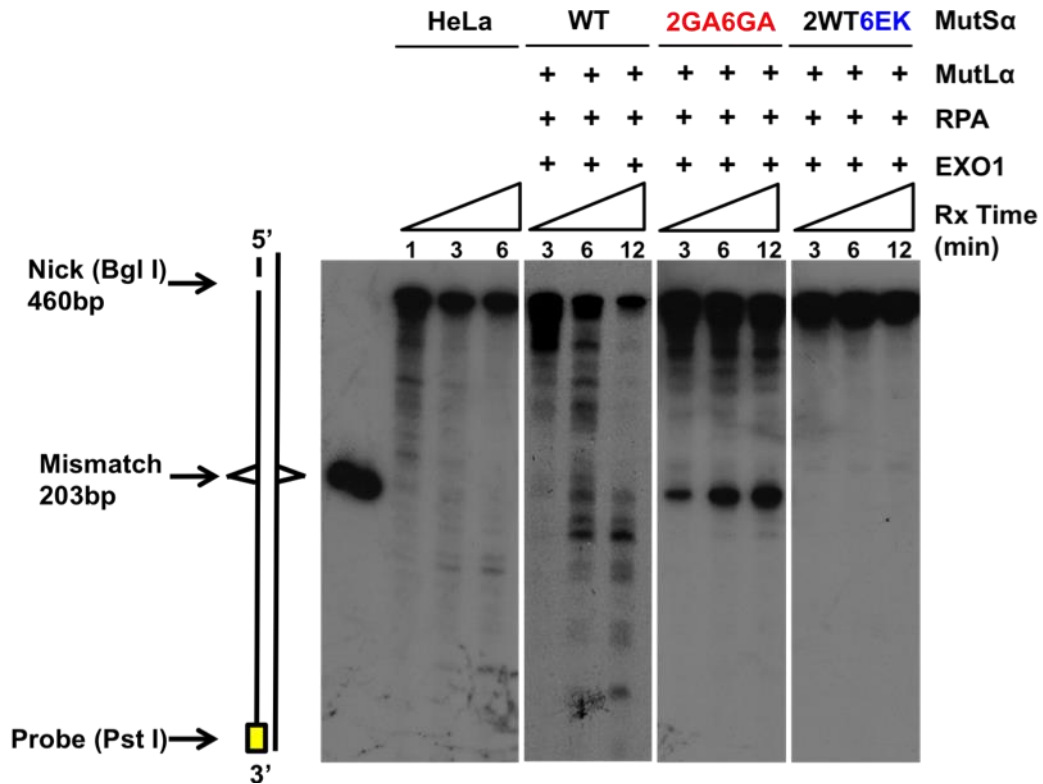 HeLa WT 2GA6GA 2WT6EK MutSα
+ + + + + + + + + MutLα
+ + + + + + + + + RPA
+ + + + + + + + + EXO1
Rx Time
1 3 6 3 6 12 3 6 12 3 6 12 (min)
5’
Nick (Bgl I)
460bp
Mismatch
203bp
Probe (Pst I)
3’